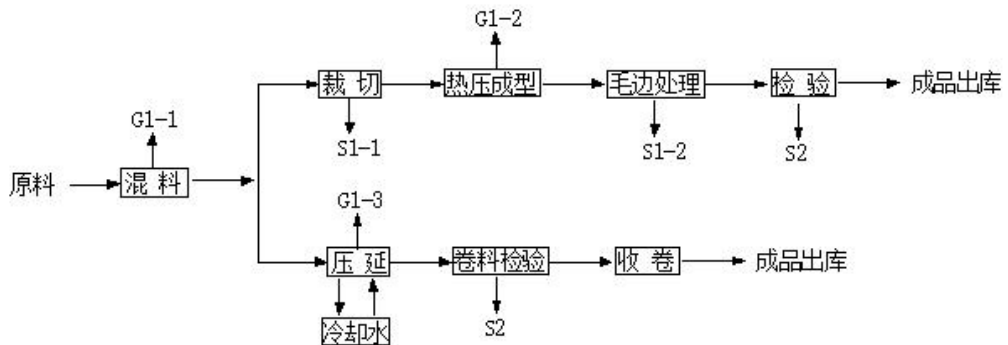 G1-2
裁 切
热压成型
毛边处理
检 验
成品出库
G1-1
S1-1
S1-2
S2
原料
混 料
G1-3
压 延
卷料检验
收 卷
成品出库
冷却水
S2